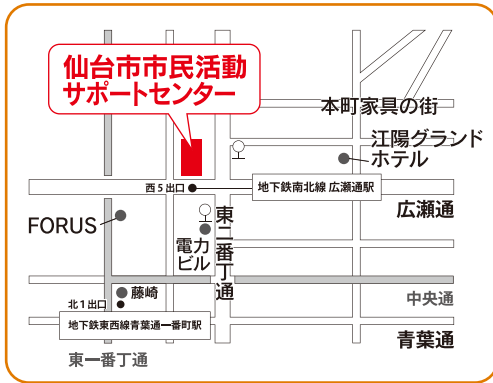 仙台市市民活動
サポートセンター
本町家具の街
江陽グランド
ホテル
西5出口
地下鉄南北線 広瀬通駅
広瀬通
FORUS
東二番丁通
電力
ビル
藤崎
北1出口
中央通
地下鉄東西線青葉通一番町駅
青葉通
東一番丁通